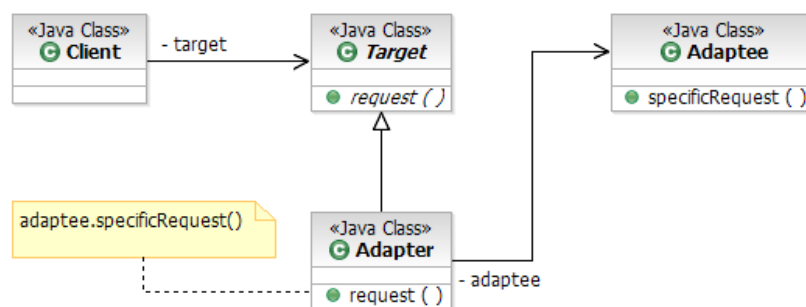 «Java Class»
Client
- target
«Java Class»
Target
request ( )
«Java Class»
Adaptee
specificRequest ( )
adaptee.specificRequest()
«Java Class»
Adapter
request ( )
- adaptee